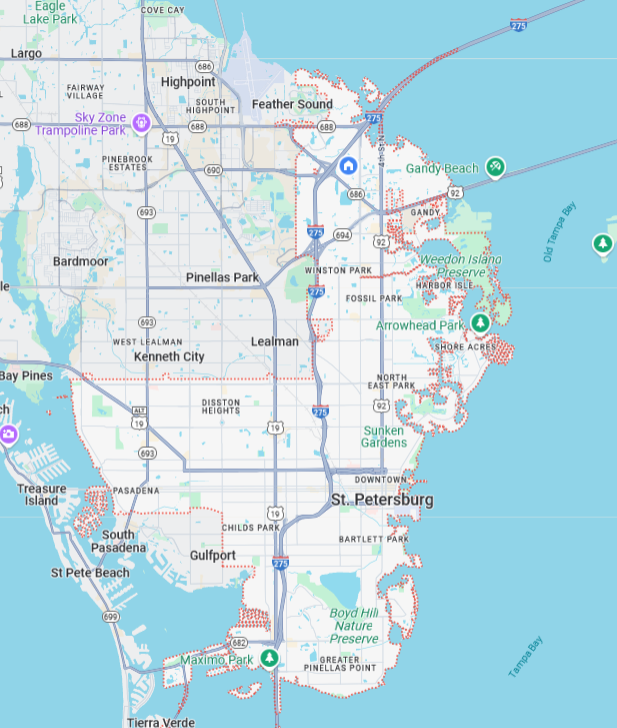 Eagle
Lake Park
COVE CAY
275
Largo
686
Highpoint
FAIRWAY
VILLAGE
SOUTH
HIGHPOINT
Feather Sound
Sky Zone
Trampoline Park
688
19
688
688
275
4th St N
PINEBROOK
ESTATES
690
Gandy Beach
686
92
693
GANDY
275
694
92
Old Tampa Bay
Bardmoor
Pinellas Park
WINSTON PARK
Weedon Island
Preserve
HARBOR ISLE
le
275
FOSSIL PARK
693
Arrowhead Park
WEST LEALMAN
Lealman
SHORE ACRES
Kenneth City
Bay Pines
NORTH
EAST PARK
DISSTON
HEIGHTS
ch
ALT
19
275
92
19
Sunken
Gardens
693
DOWNTOWN
Treasure
Island
PASADENA
St. Petersburg
19
CHILDS PARK
South
Pasadena
BARTLETT PARK
Gulfport
275
St Pete Beach
699
Boyd Hill
Nature
Preserve
682
Maximo Park
GREATER
PINELLAS POINT
Tampa Bay
Tierra Verde